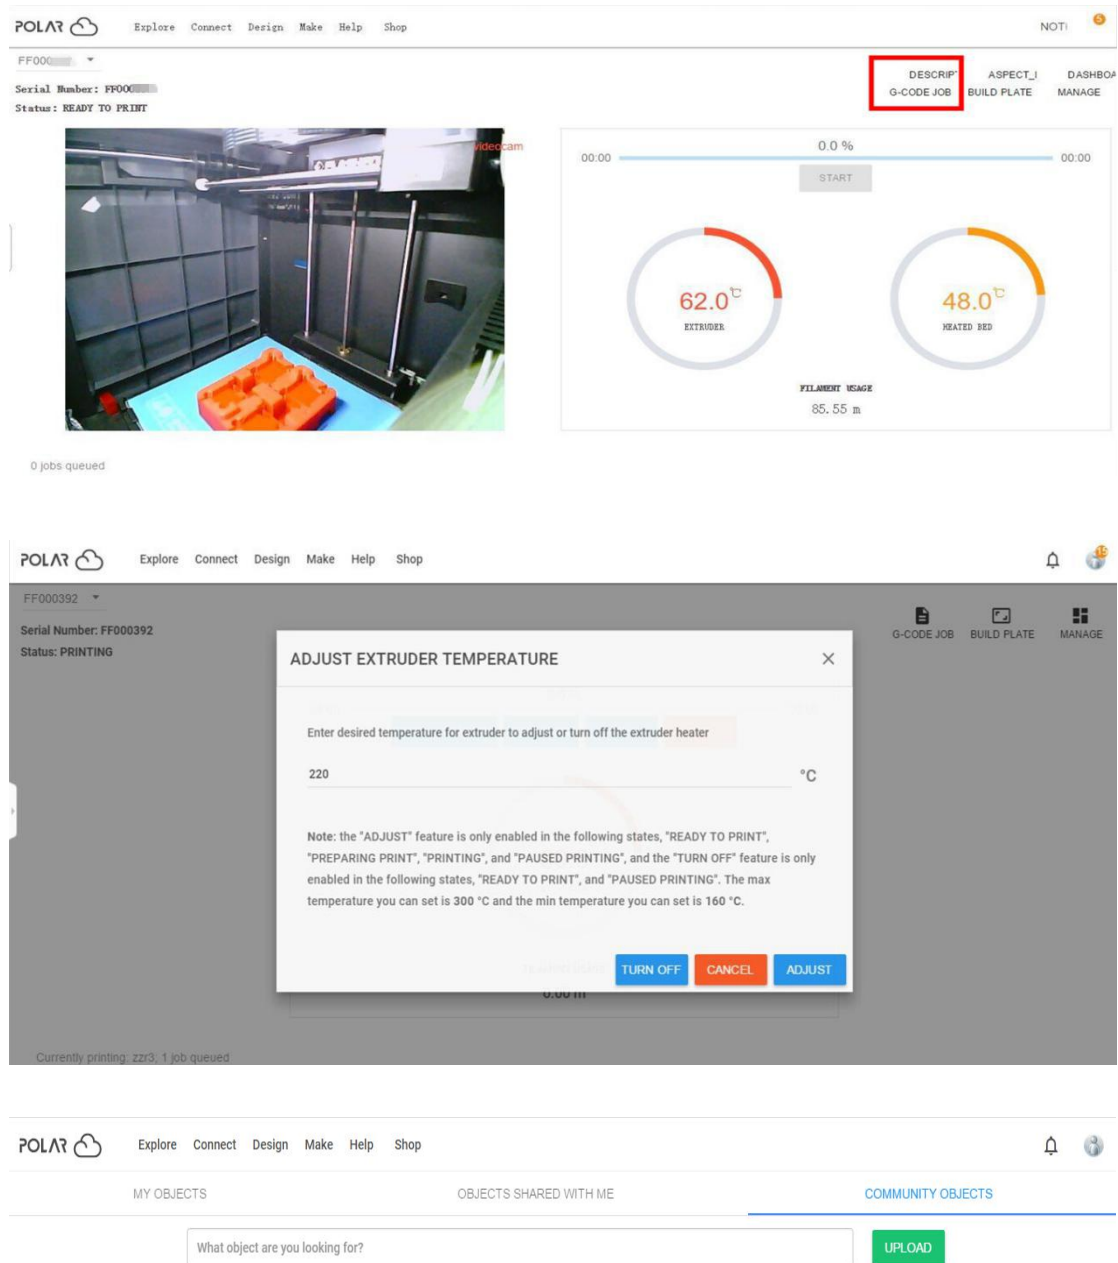 POLAR Explore Connect Design Make Help Shop NOTI 5
FF000
Serial Number: FF000
Status: READY TO PRINT
DESCRIP ASPECT_I DASHBOA
G-CODE JOB BUILD PLATE MANAGE
videocam
0.0 %
00:00 00:00
START
62.0℃ 48.0℃
EXTRUDER HEATED BED
FILAMENT USAGE
85.55 m
0 jobs queued
POLAR Explore Connect Design Make Help Shop
FF000392
Serial Number: FF000392
Status: PRINTING
G-CODE JOB BUILD PLATE MANAGE
ADJUST EXTRUDER TEMPERATURE
Enter desired temperature for extruder to adjust or turn off the extruder heater
220 °C
Note: the "ADJUST" feature is only enabled in the following states, "READY TO PRINT",
"PREPARING PRINT", "PRINTING", and "PAUSED PRINTING", and the "TURN OFF" feature is only
enabled in the following states, "READY TO PRINT", and "PAUSED PRINTING". The max
temperature you can set is 300 °C and the min temperature you can set is 160 °C.
TURN OFF CANCEL ADJUST
0.00 m
Currently printing: zzr3; 1 job queued
POLAR Explore Connect Design Make Help Shop
MY OBJECTS OBJECTS SHARED WITH ME COMMUNITY OBJECTS
What object are you looking for? UPLOAD